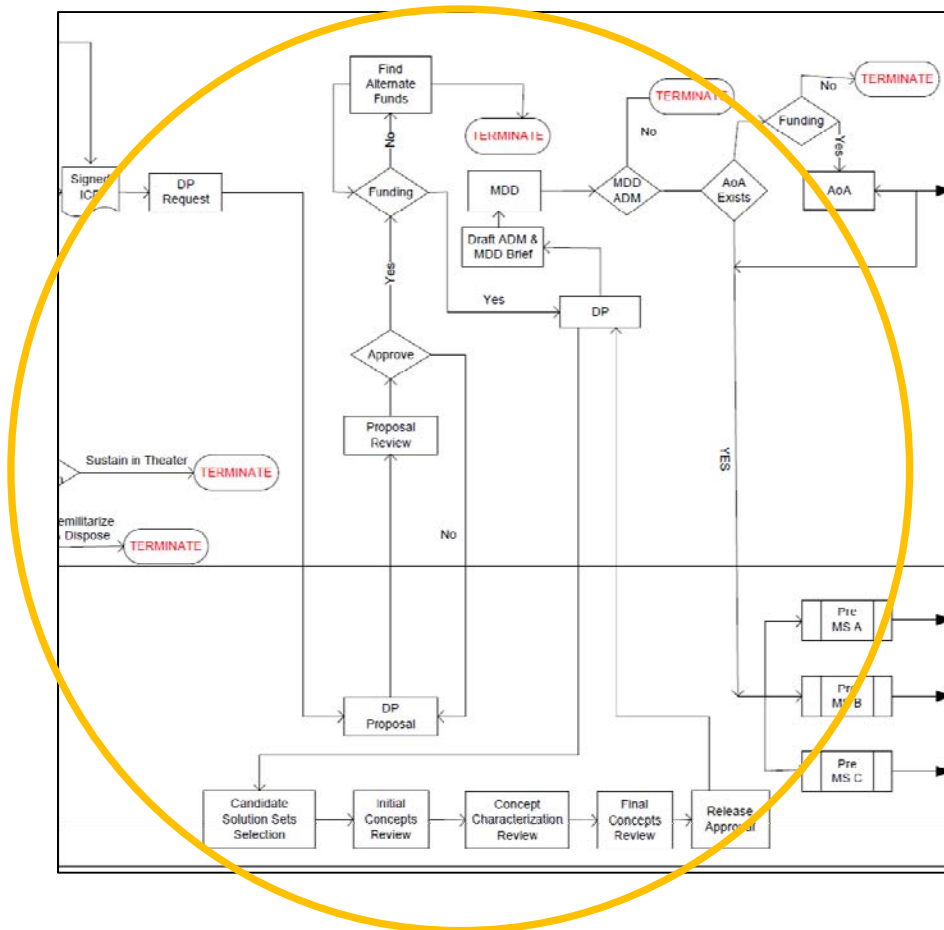 Find
Alternate
Funds
TERMINATE
No
TERMINATE
No
Funding
TERMINATE
Yes
AoA
No
Signed
DP
Request
Funding
MDD
MDD
ADM
AoA
Exists
Draft ADM &
MDD Brief
Yes
Yes
DP
Approve
Proposal
Review
Sustain in Theater
TERMINATE
YES
emilitarize
Dispose
TERMINATE
No
Pre
MS A
DP
Proposal
Pre
MS B
Pre
MS C
Candidate
Solution Sets
Selection
Initial
Concepts
Review
Concept
Characterization
Review
Final
Concepts
Review
Release
Approval